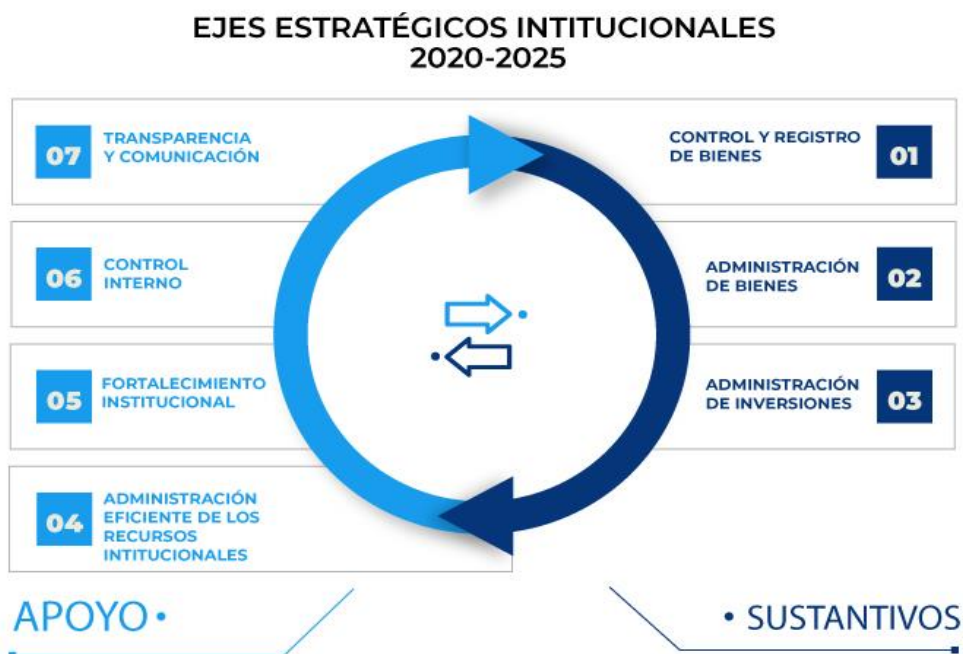 EJES ESTRATÉGICOS INTITUCIONALES
2020-2025
07
TRANSPARENCIA
Y COMUNICACIÓN
CONTROL Y REGISTRO
DE BIENES
01
06
CONTROL
INTERNO
ADMINISTRACIÓN
DE BIENES
02
05
FORTALECIMIENTO
INSTITUCIONAL
ADMINISTRACIÓN
DE INVERSIONES
03
04
ADMINISTRACIÓN
EFICIENTE DE LOS
RECURSOS
INTITUCIONALES
APOYO •
• SUSTANTIVOS